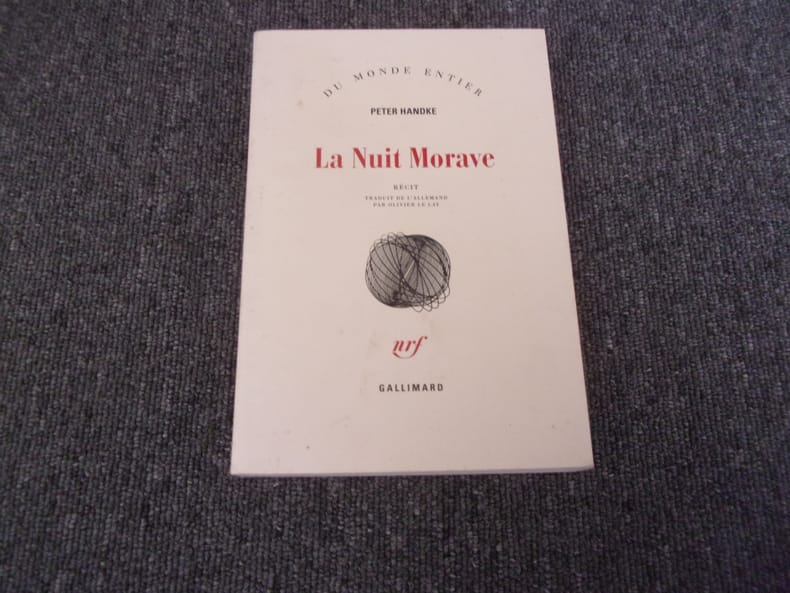 DU MONDE ENTIER
PETER HANDKE
La Nuit Morave
RÉCIT
TRADUIT DE L'ALLEMAND
PAR OLIVIER LE LAY
nrf
GALLIMARD